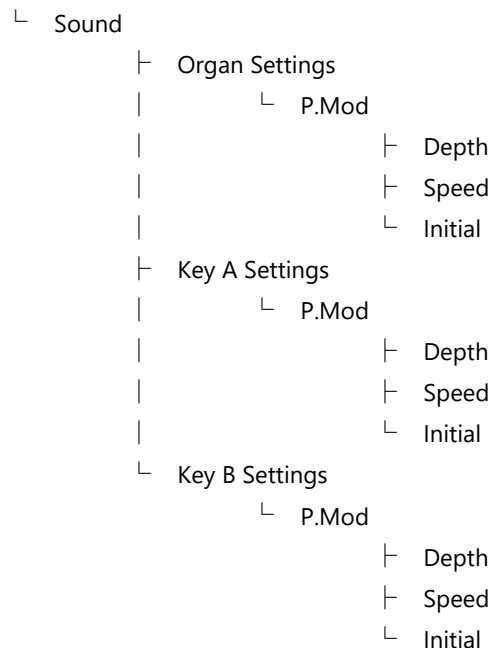 └ Sound
├ Organ Settings
│ └ P.Mod
│ ├ Depth
│ ├ Speed
│ └ Initial
├ Key A Settings
│ └ P.Mod
│ ├ Depth
│ ├ Speed
│ └ Initial
└ Key B Settings
└ P.Mod
├ Depth
├ Speed
└ Initial